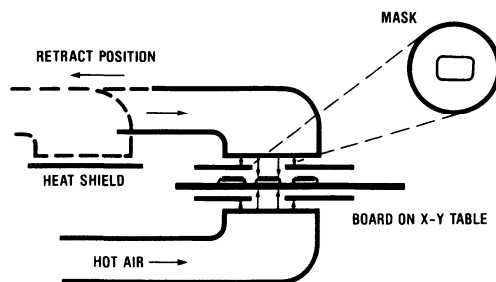 MASK
RETRACT POSITION
HEAT SHIELD
BOARD ON X-Y TABLE
HOT AIR